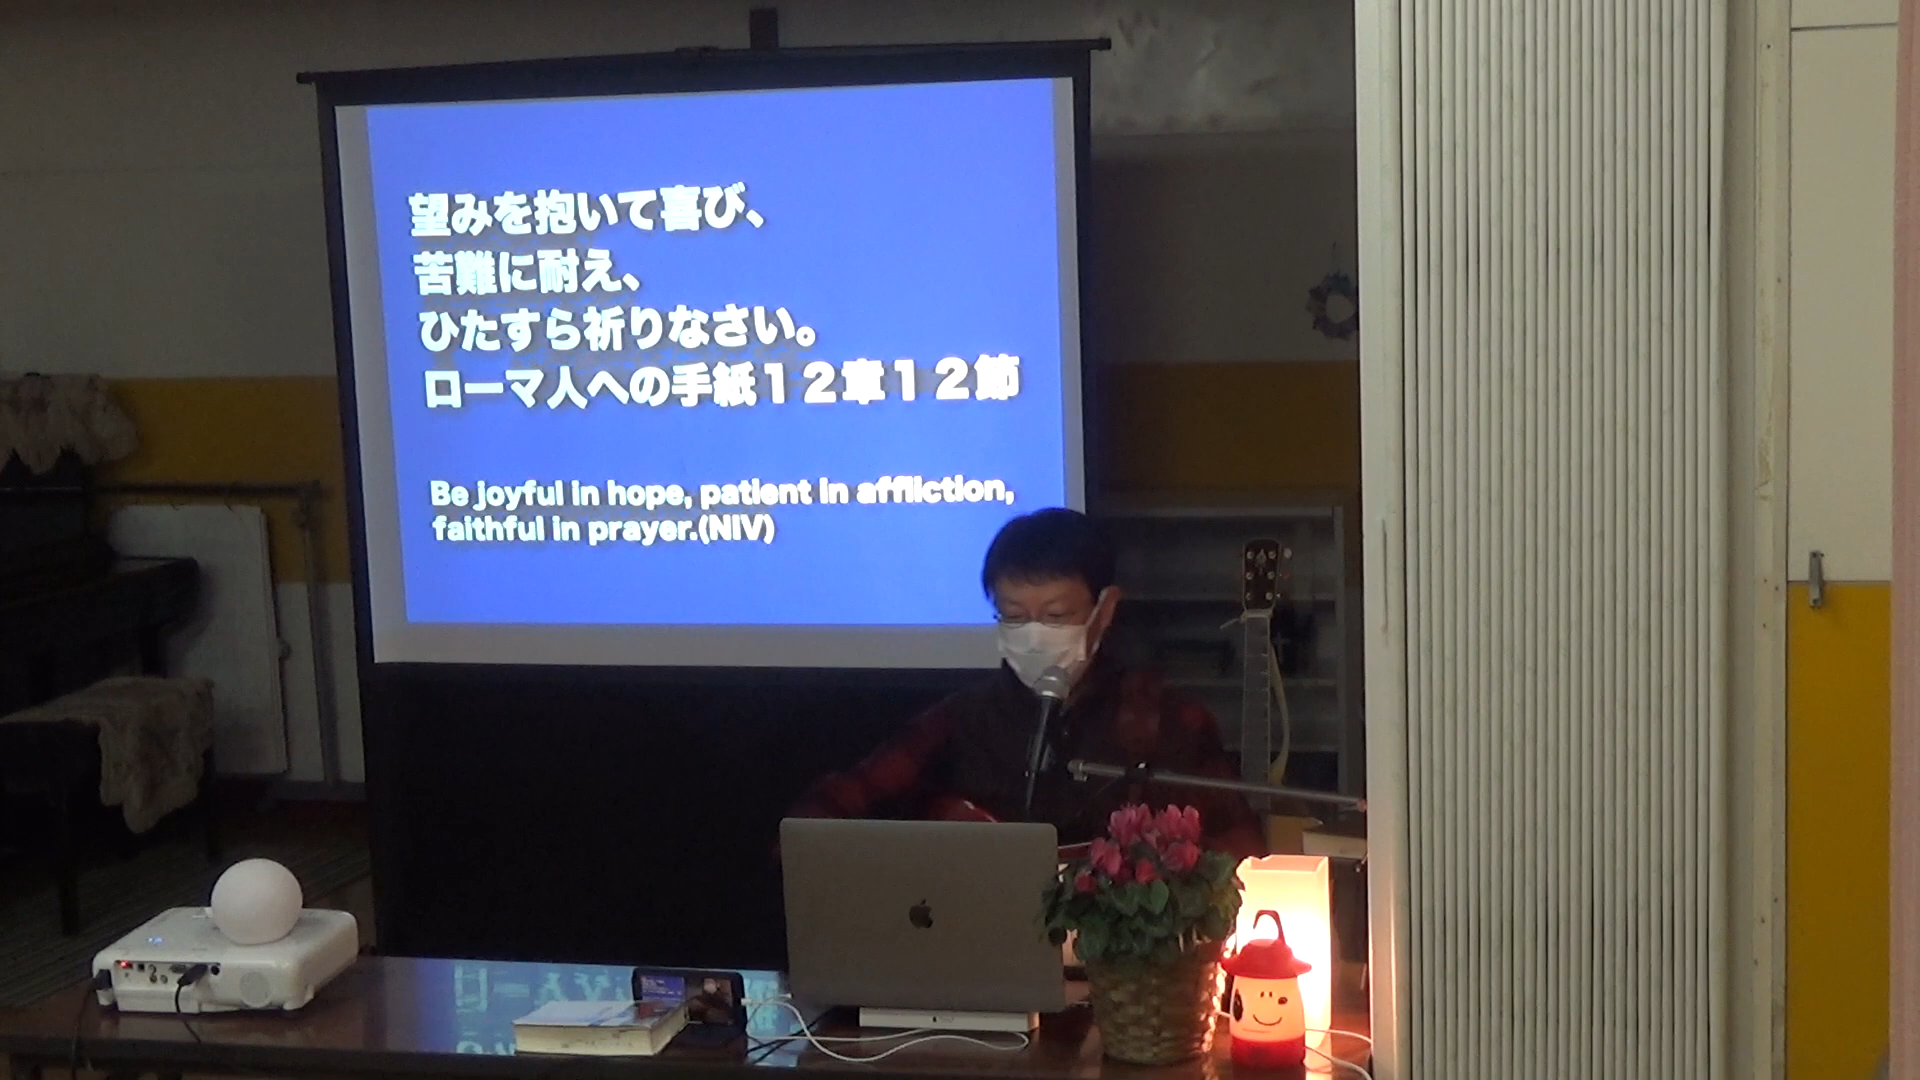 望みを抱いて喜び、
苦難に耐え、
ひたすら祈りなさい。
ローマ人への手紙１２章１２節
Be joyful in hope, patient in affliction,
faithful in prayer.(NIV)